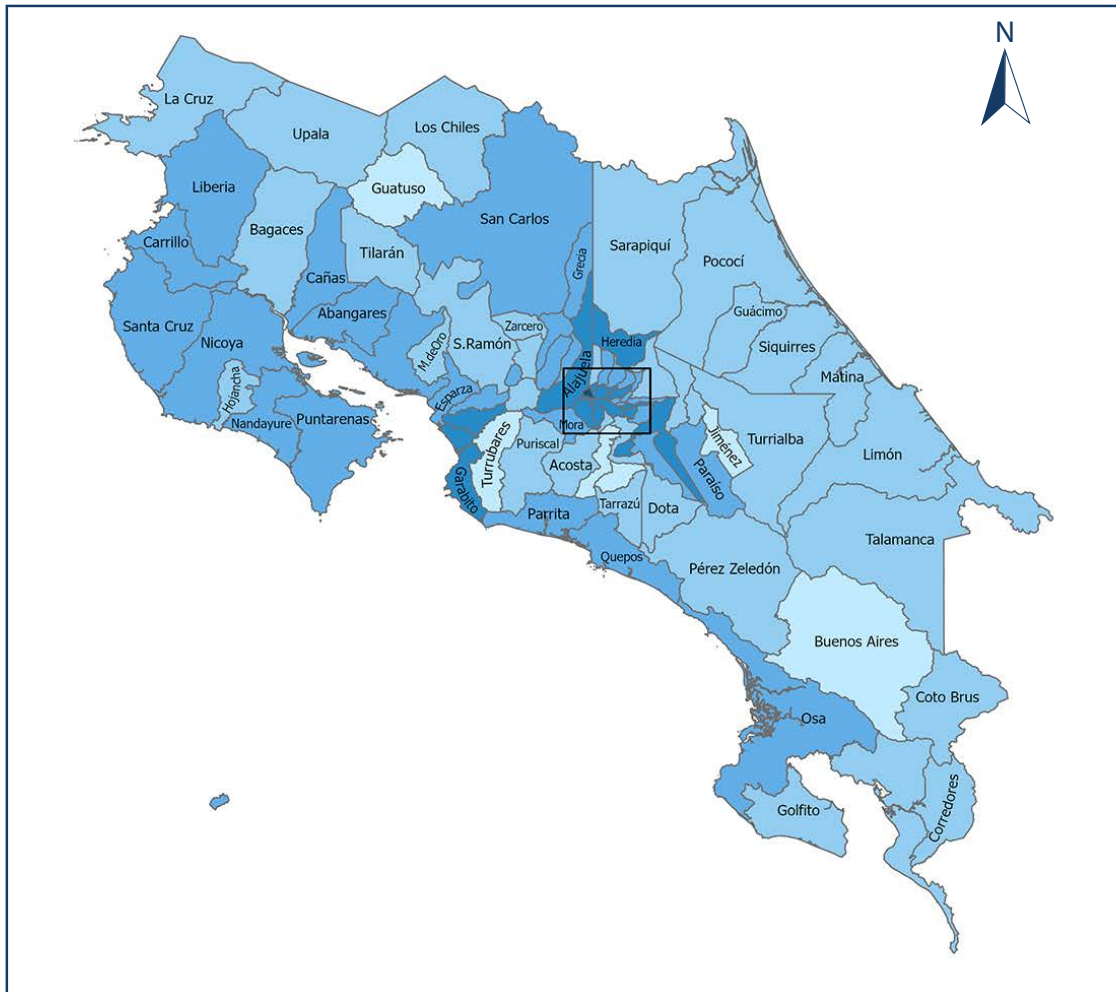 N
La Cruz
Upala
Los Chiles
Guatuso
Liberia
San Carlos
Bagaces
Carrillo
Tilarán
Sarapiquí
Grecia
Pococí
Cañas
Guácimo
Abangares
Santa Cruz
Zarcero
Heredia
Nicoya
S.Ramón
Siquirres
M.deOro
Alajuela
Matina
Hojancha
Esparza
Puntarenas
Nandayure
Mora
Turrubares
Puriscal
Jiménez
Turrialba
Limón
Acosta
Paraíso
Garabito
Tarrazú
Dota
Parrita
Talamanca
Quepos
Pérez Zeledón
Buenos Aires
Coto Brus
Osa
Golfito
Corredores